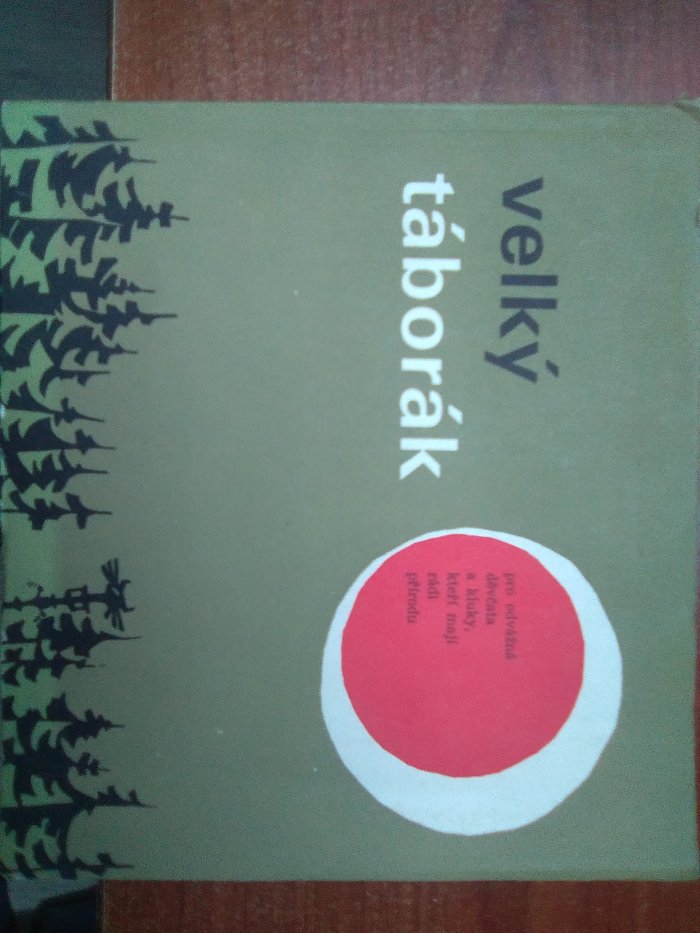 velký
táborák
pro odvážná
děvčata
a kluky,
kteří mají
rádi
přírodu